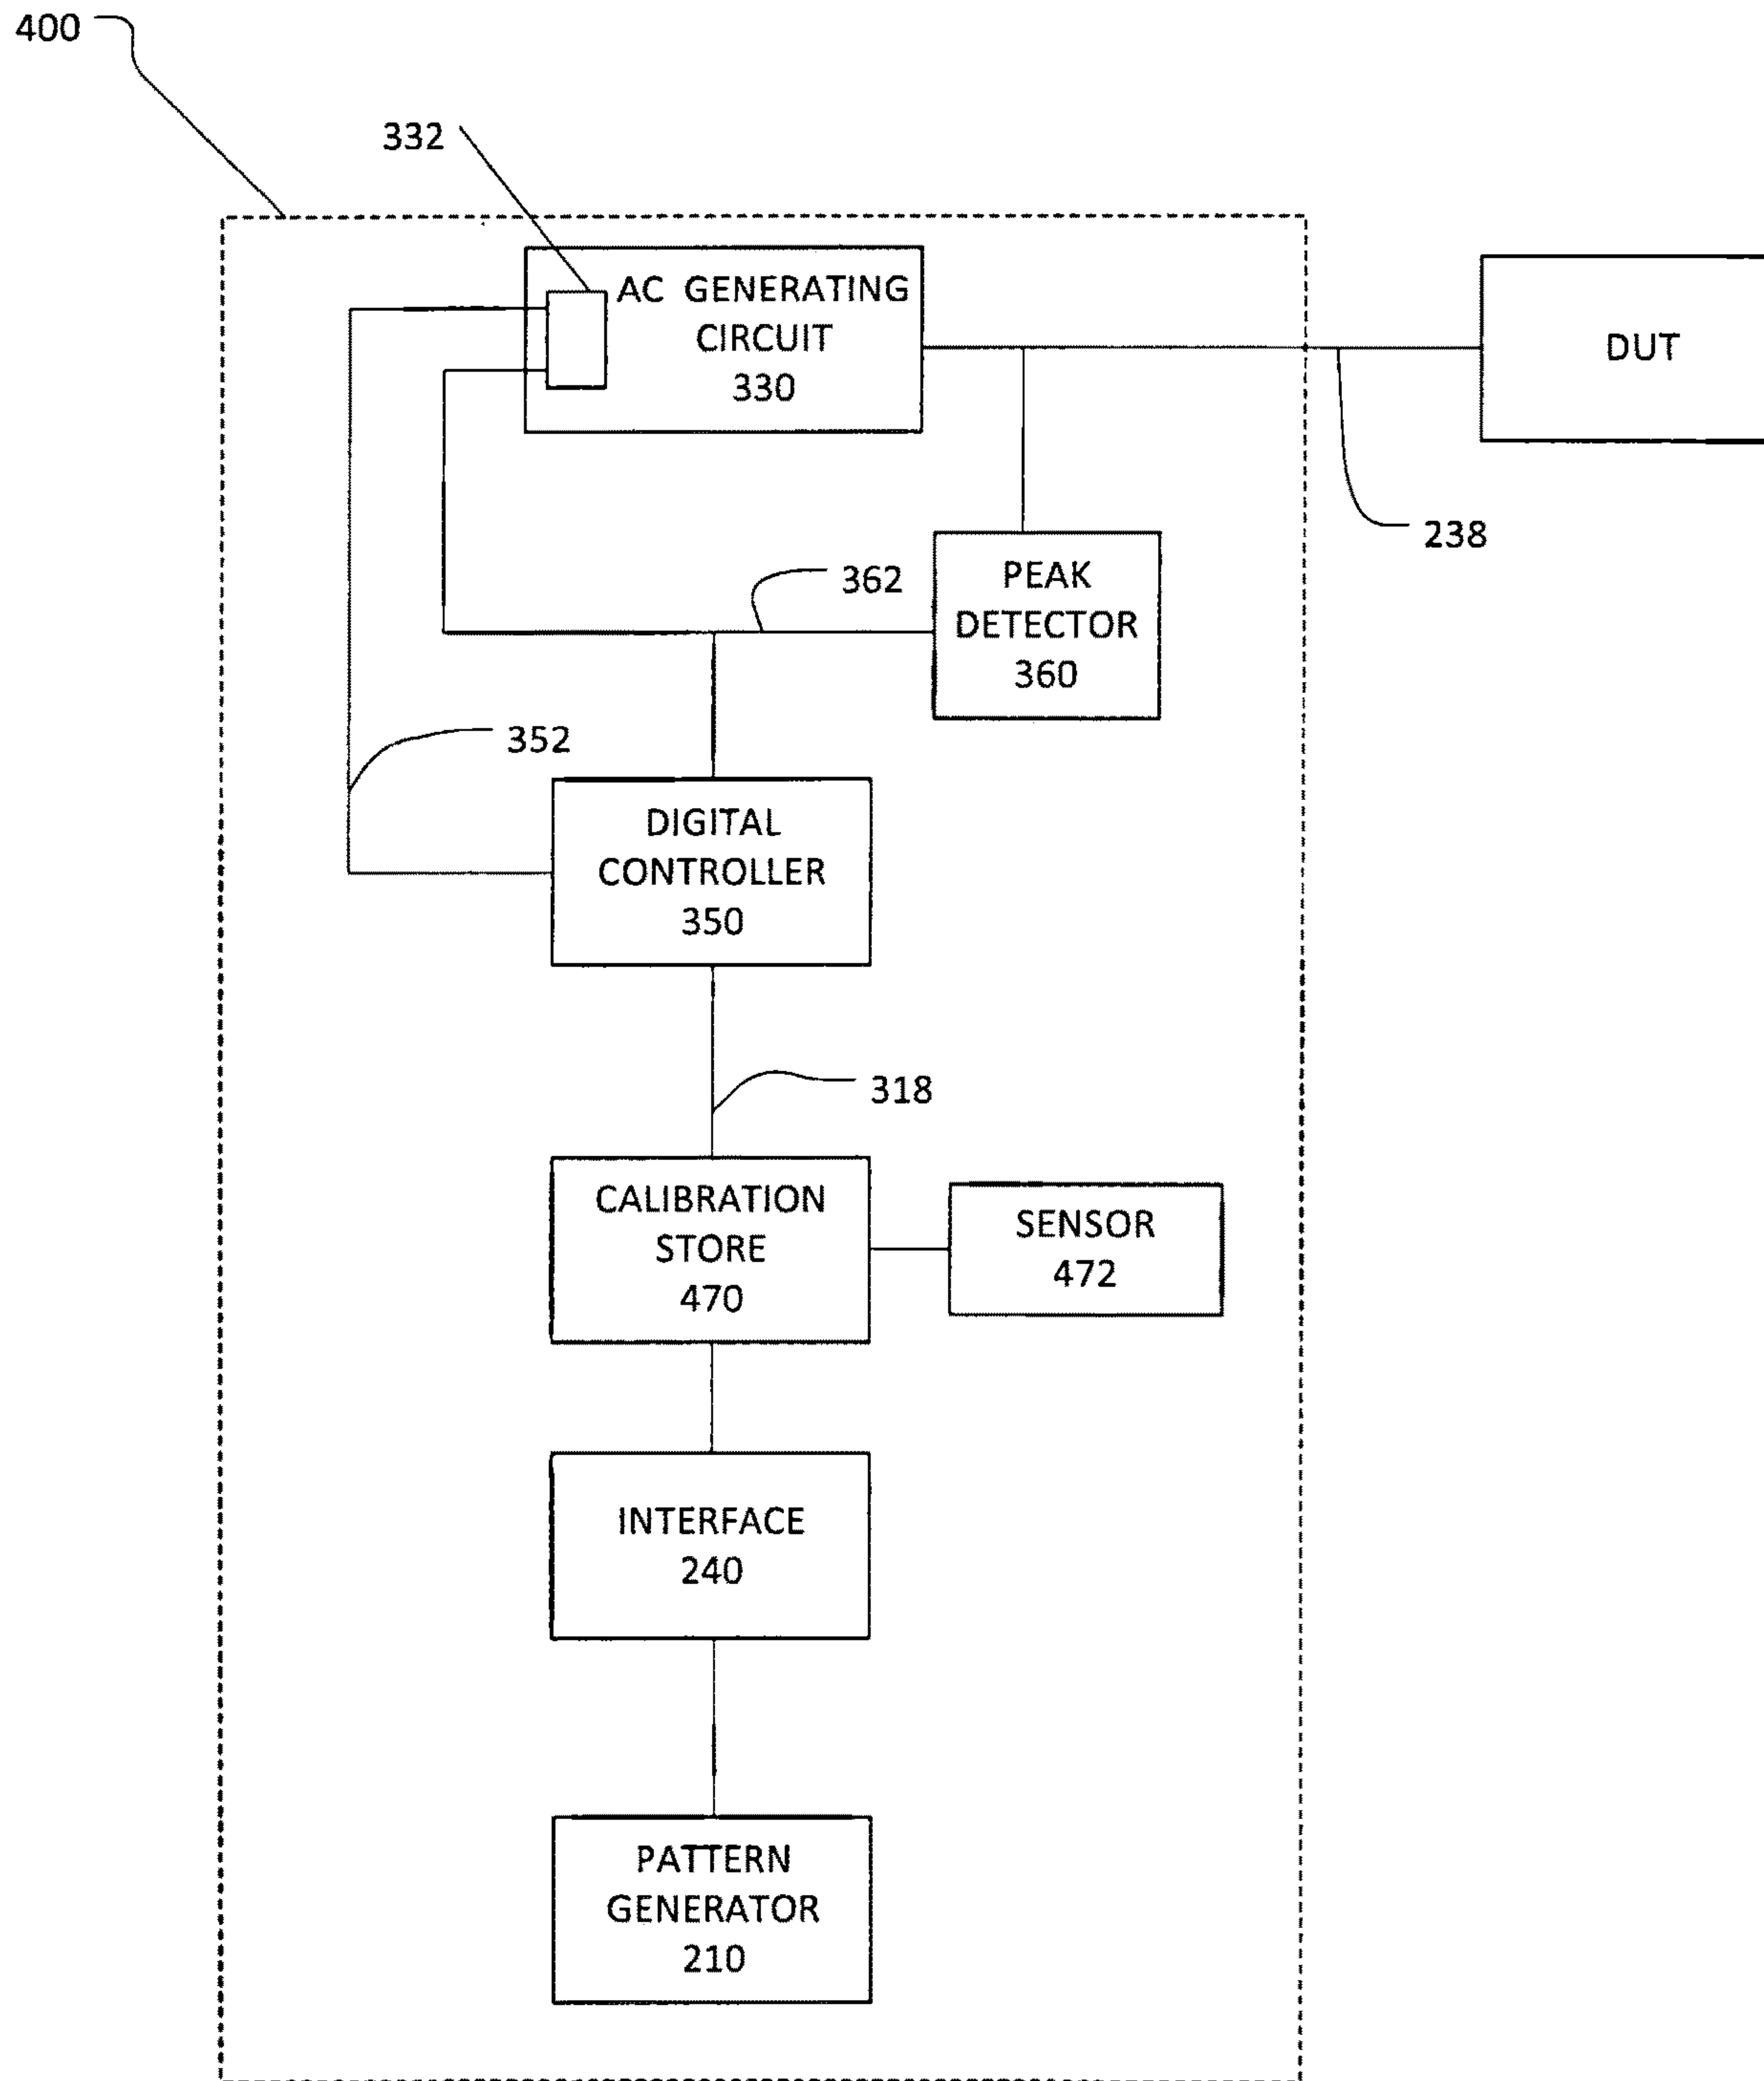 400
332
AC GENERATING
CIRCUIT
330
DUT
238
362
PEAK
DETECTOR
360
352
DIGITAL
CONTROLLER
350
318
CALIBRATION
STORE
470
SENSOR
472
INTERFACE
240
PATTERN
GENERATOR
210